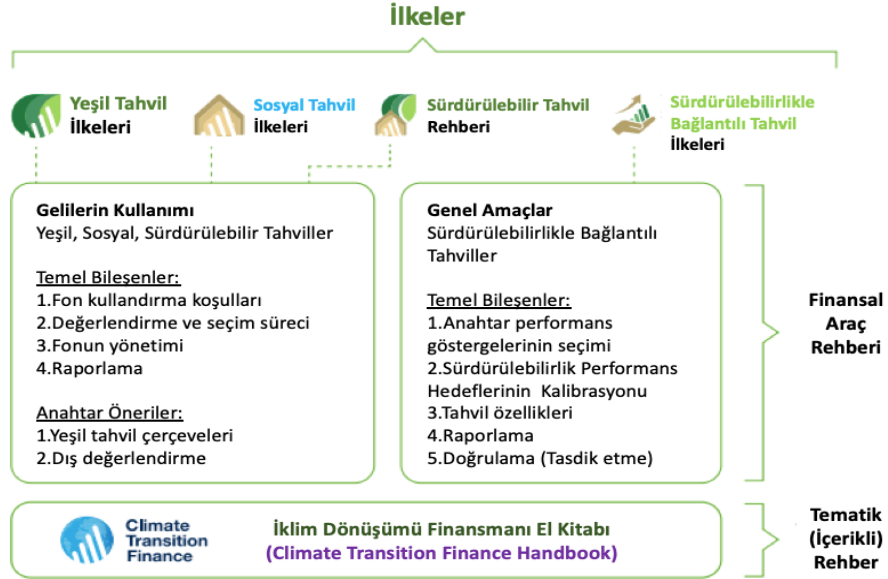 İlkeler
Yeşil Tahvil
İlkeleri
Sosyal Tahvil
İlkeleri
Sürdürülebilir Tahvil
Rehberi
Sürdürülebilirlikle
Bağlantılı Tahvil
İlkeleri
Gelilerin Kullanımı
Yeşil, Sosyal, Sürdürülebilir Tahviller
Temel Bileşenler:
1.Fon kullandırma koşulları
2.Değerlendirme ve seçim süreci
3.Fonun yönetimi
4.Raporlama
Anahtar Öneriler:
1.Yeşil tahvil çerçeveleri
2.Dış değerlendirme
Genel Amaçlar
Sürdürülebilirlikle Bağlantılı
Tahviller
Temel Bileşenler:
1.Anahtar performans
göstergelerinin seçimi
2.Sürdürülebilirlik Performans
Hedeflerinin Kalibrasyonu
3.Tahvil özellikleri
4.Raporlama
5.Doğrulama (Tasdik etme)
Finansal
Araç
Rehberi
Climate
Transition
Finance
İklim Dönüşümü Finansmanı El Kitabı
(Climate Transition Finance Handbook)
Tematik
(İçerikli)
Rehber